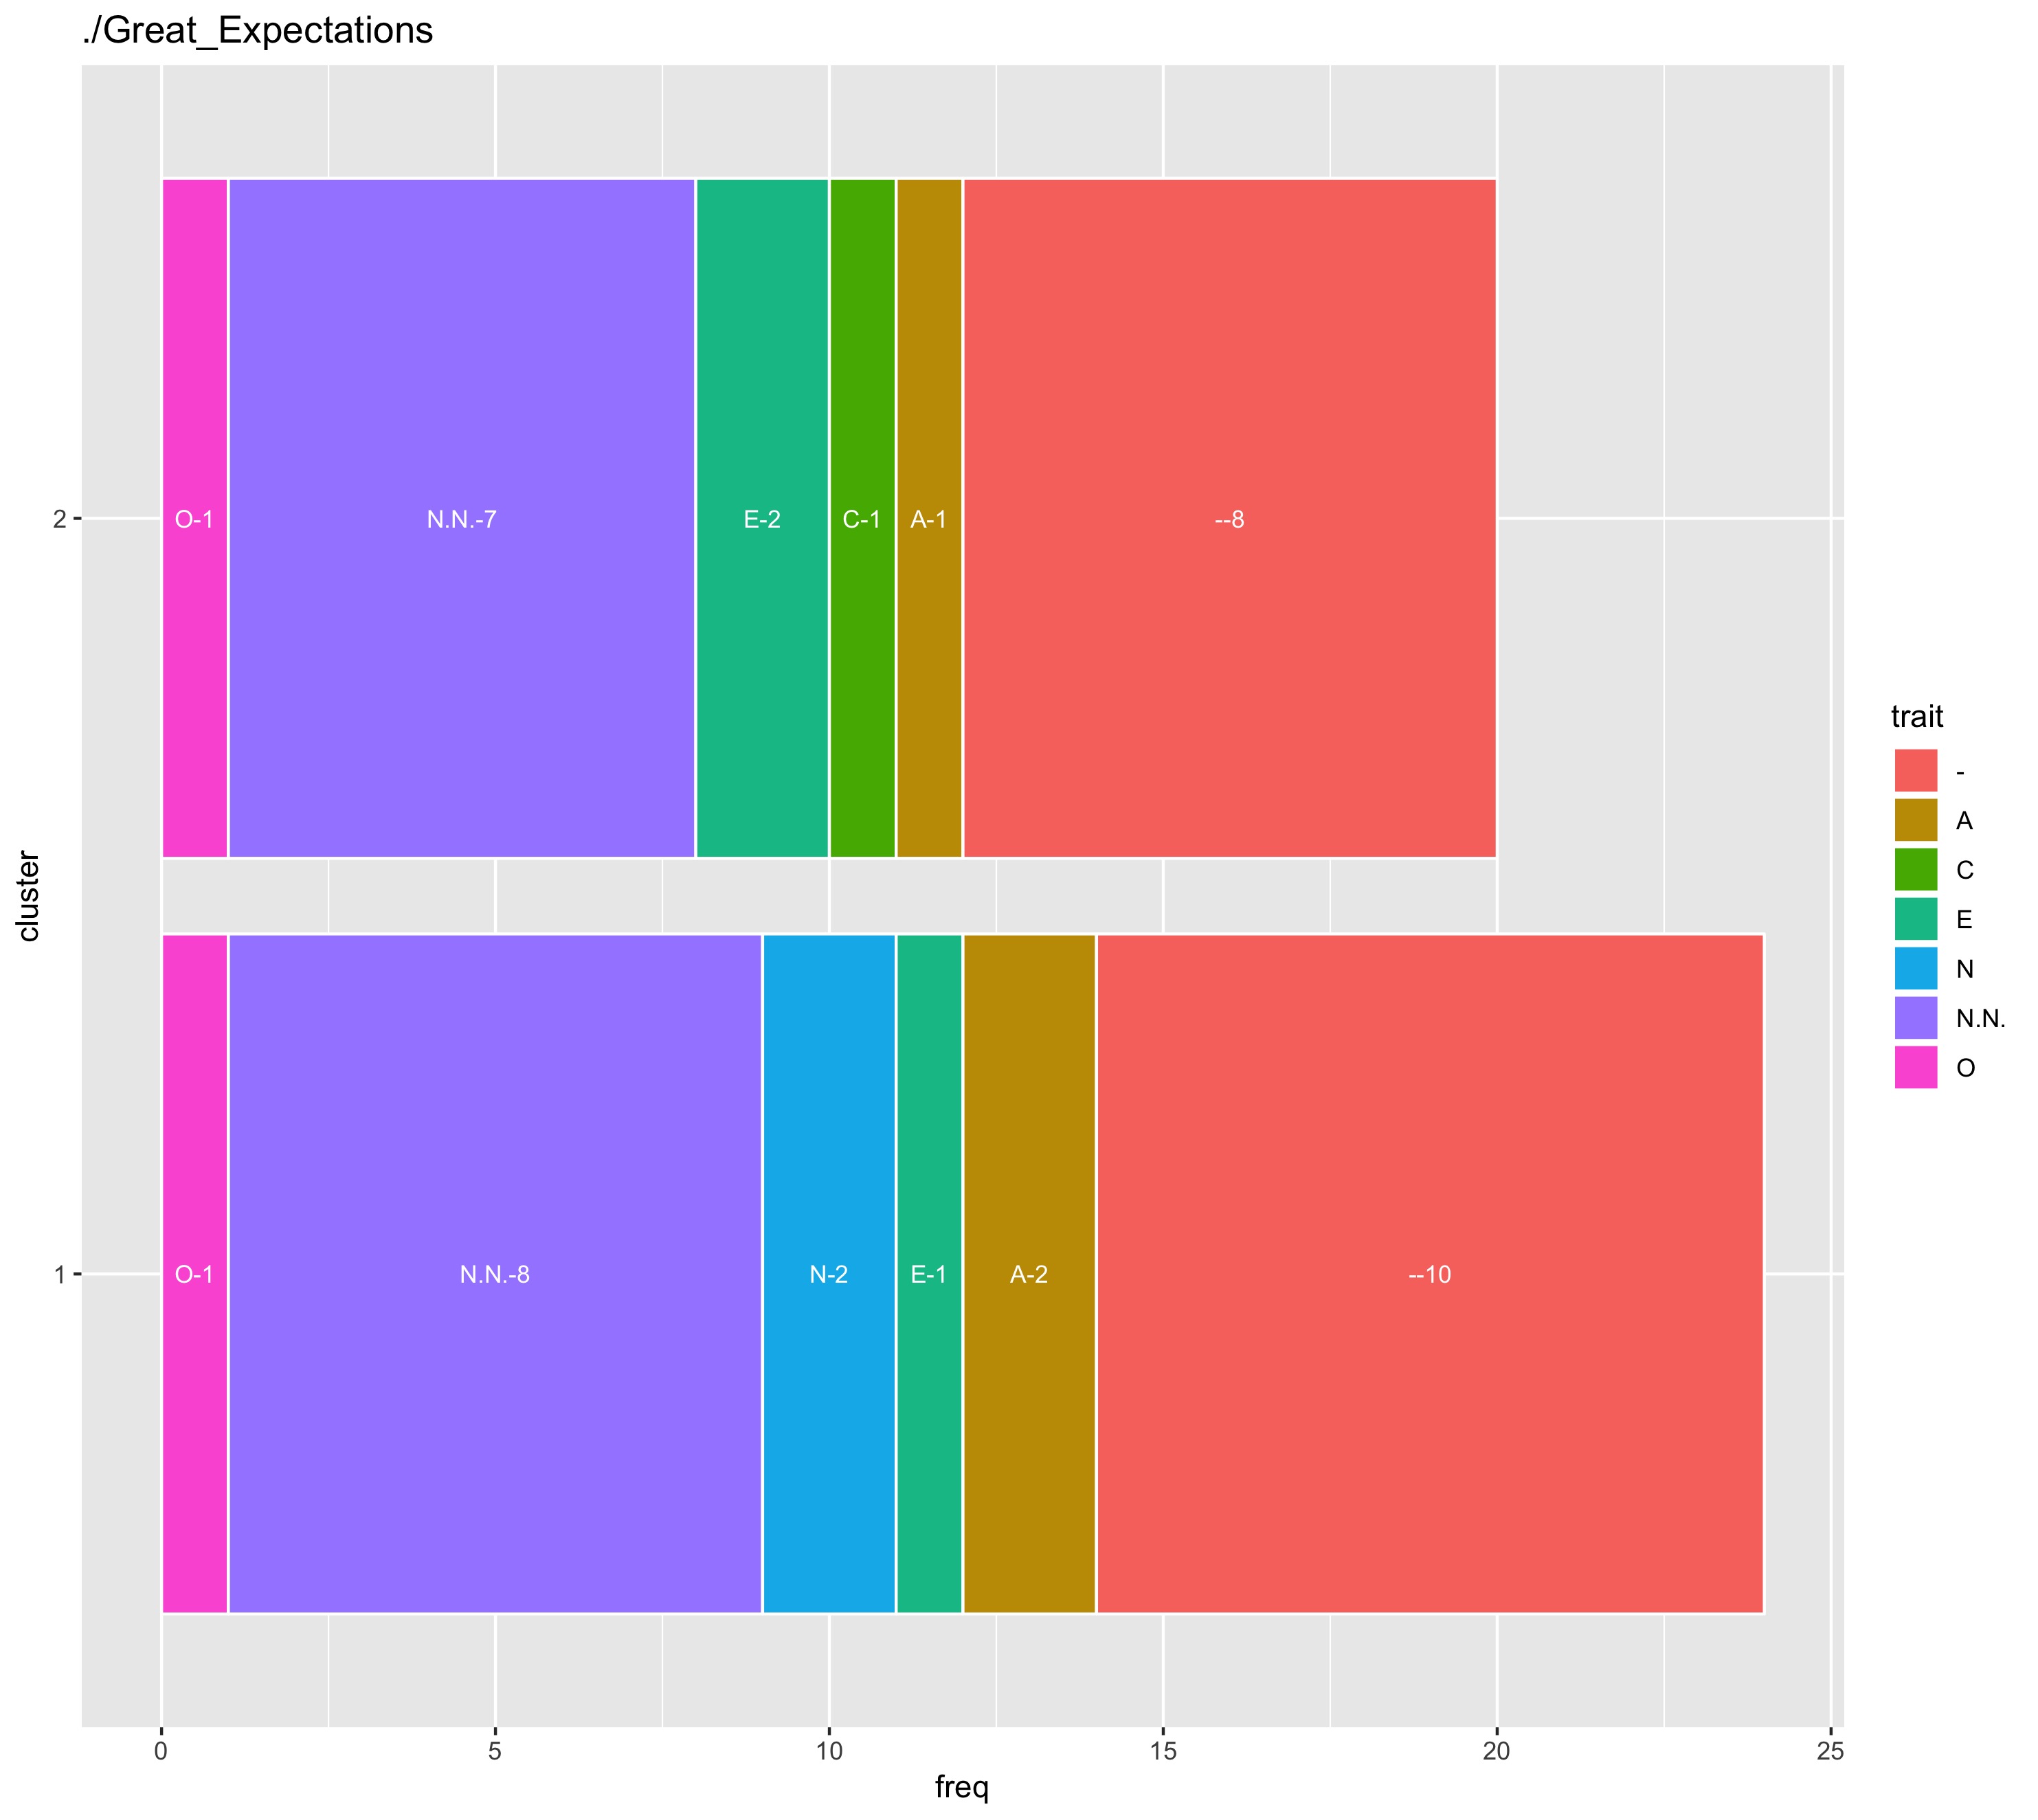 ./Great_Expectations
2
O-1
N.N.-7
E-2
C-1
A-1
--8
cluster
1
O-1
N.N.-8
N-2
E-1
A-2
--10
0
5
10
15
20
25
freq
trait
-
A
C
E
N
N.N.
O